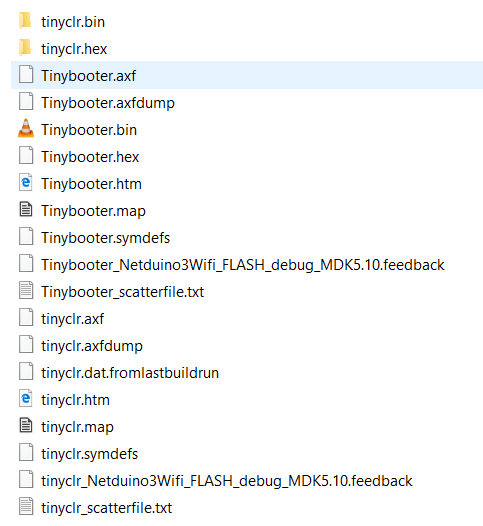 tinyclr.bin
tinyclr.hex
Tinybooter.axf
Tinybooter.axfdump
Tinybooter.bin
Tinybooter.hex
Tinybooter.htm
Tinybooter.map
Tinybooter.symdefs
Tinybooter_Netduino3Wifi_FLASH_debug_MDK5.10.feedback
Tinybooter_scatterfile.txt
tinyclr.axf
tinyclr.axfdump
tinyclr.dat.fromlastbuildrun
tinyclr.htm
tinyclr.map
tinyclr.symdefs
tinyclr_Netduino3Wifi_FLASH_debug_MDK5.10.feedback
tinyclr_scatterfile.txt